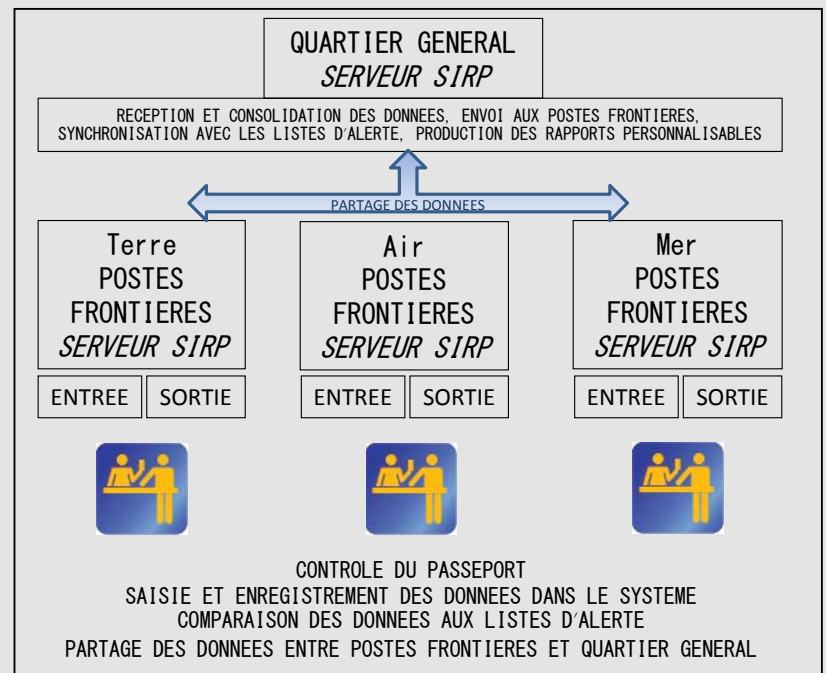 QUARTIER GENERAL
SERVEUR SIRP
RECEPTION ET CONSOLIDATION DES DONNEES, ENVOI AUX POSTES FRONTIERES,
SYNCHRONISATION AVEC LES LISTES D'ALERTE, PRODUCTION DES RAPPORTS PERSONNALISABLES
PARTAGE DES DONNEES
Terre
POSTES
FRONTIERES
SERVEUR SIRP
ENTREE
SORTIE
Air
POSTES
FRONTIERES
SERVEUR SIRP
ENTREE
SORTIE
Mer
POSTES
FRONTIERES
SERVEUR SIRP
ENTREE
SORTIE
CONTROLE DU PASSEPORT
SAISIE ET ENREGISTREMENT DES DONNEES DANS LE SYSTEME
COMPARAISON DES DONNEES AUX LISTES D'ALERTE
PARTAGE DES DONNEES ENTRE POSTES FRONTIERES ET QUARTIER GENERAL